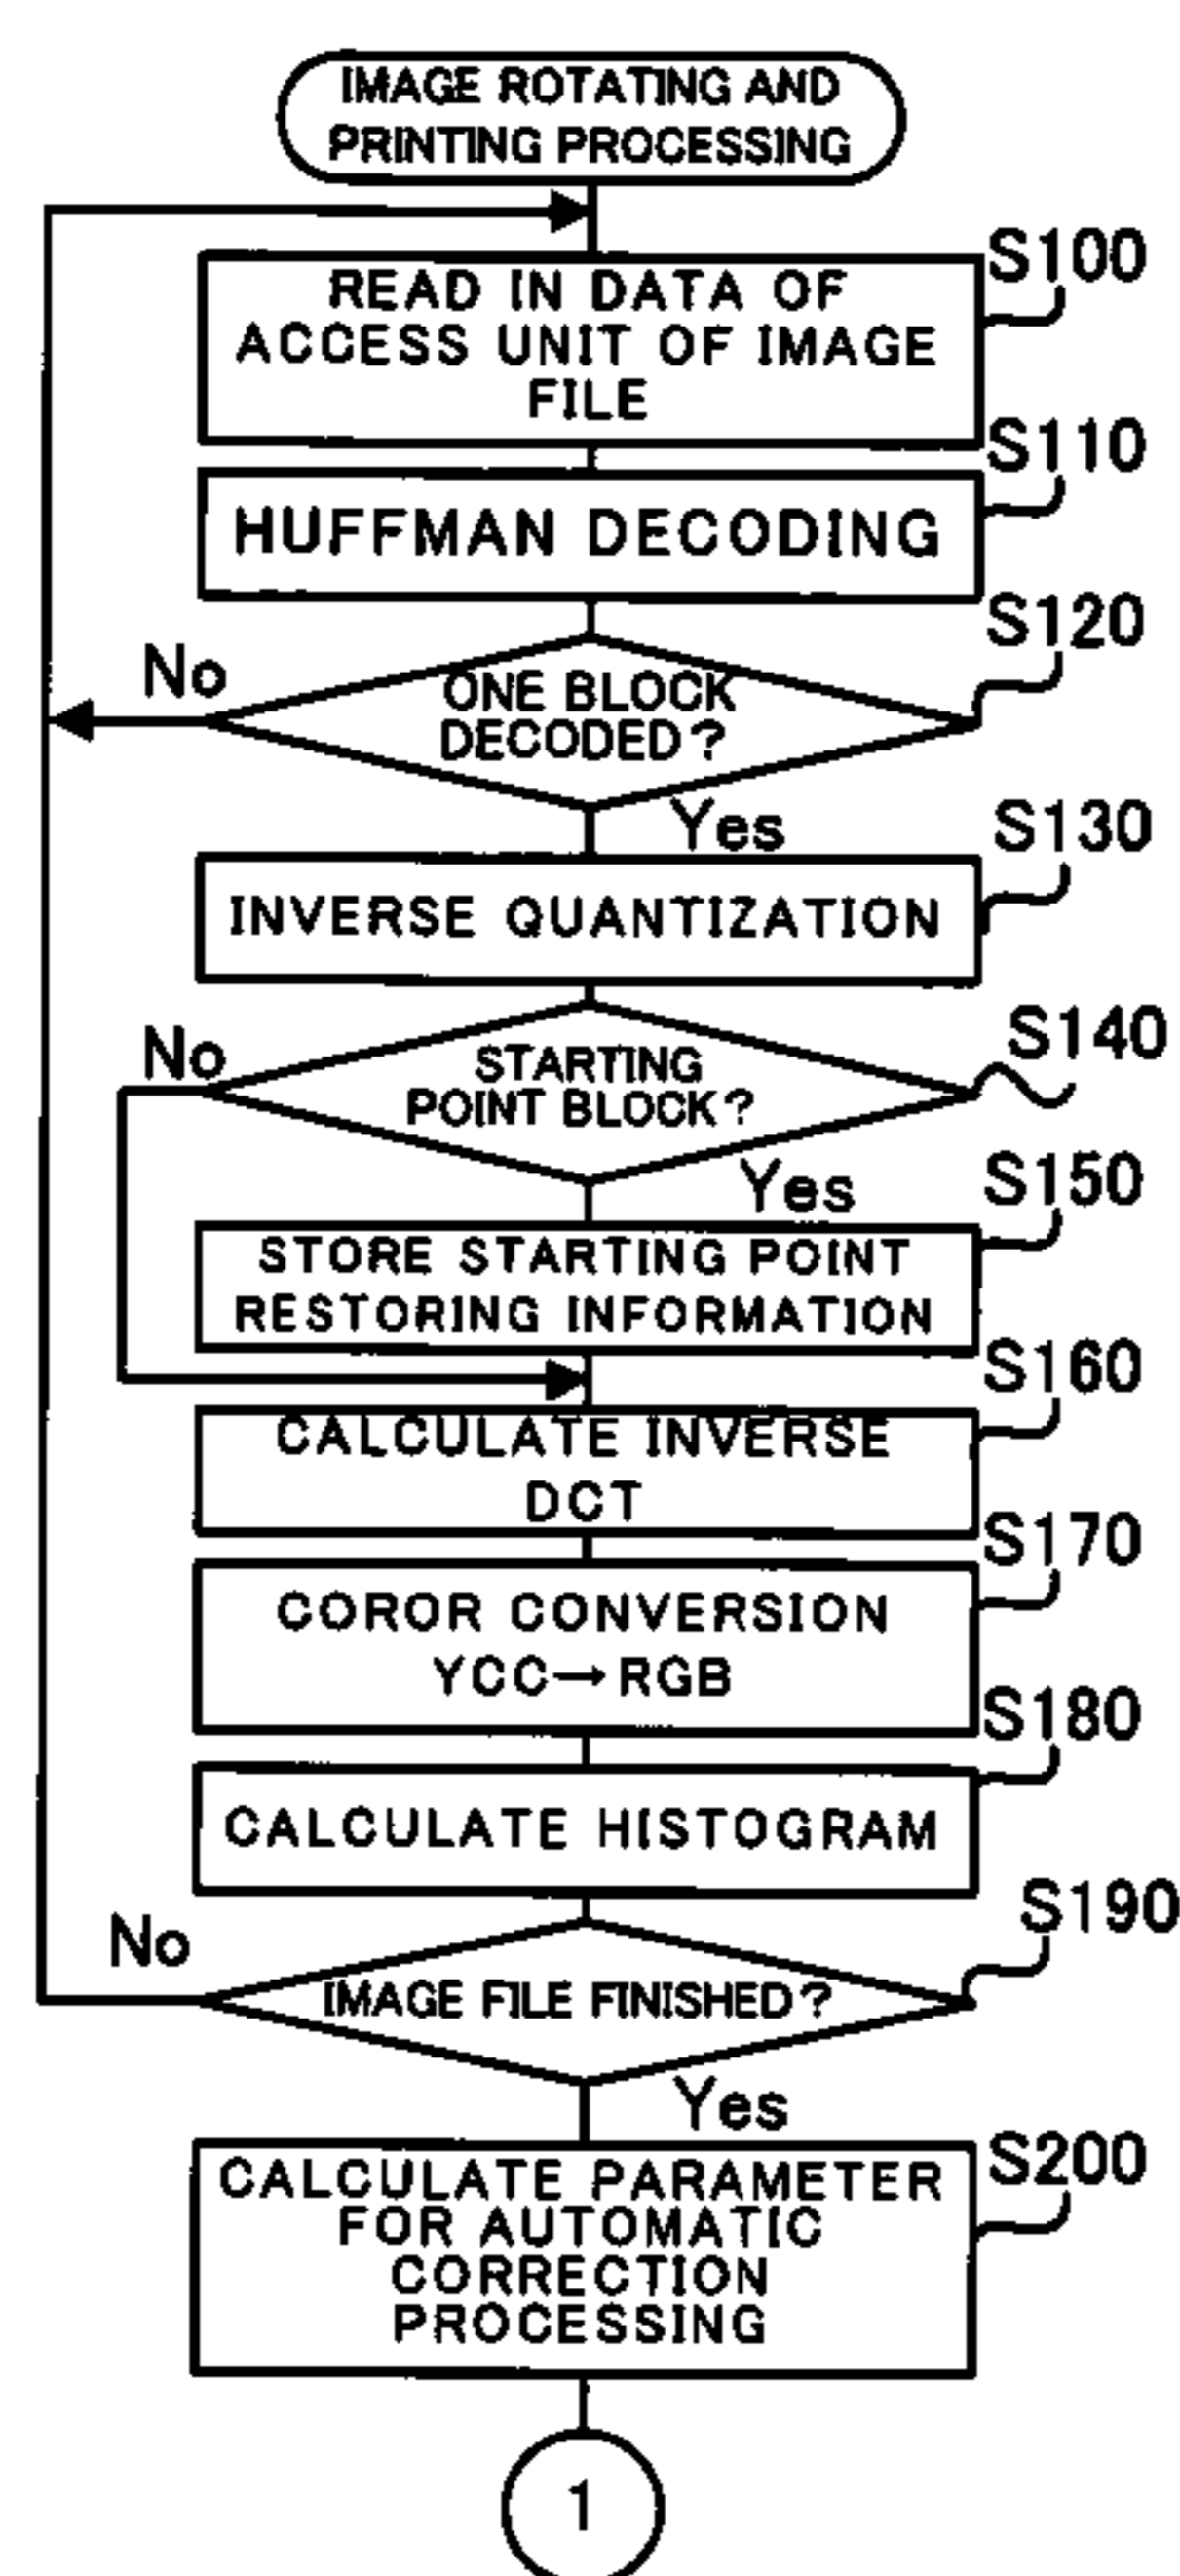 IMAGE ROTATING AND
PRINTING PROCESSING
S100
READ IN DATA OF
ACCESS UNIT OF IMAGE
FILE
S110
HUFFMAN DECODING
S120
No
ONE BLOCK
DECODED?
Yes
S130
INVERSE QUANTIZATION
S140
No
STARTING
POINT BLOCK?
Yes
S150
STORE STARTING POINT
RESTORING INFORMATION
S160
CALCULATE INVERSE
DCT
S170
COROR CONVERSION
YCC→RGB
S180
CALCULATE HISTOGRAM
S190
No
IMAGE FILE FINISHED?
Yes
S200
CALCULATE PARAMETER
FOR AUTOMATIC
CORRECTION
PROCESSING
1